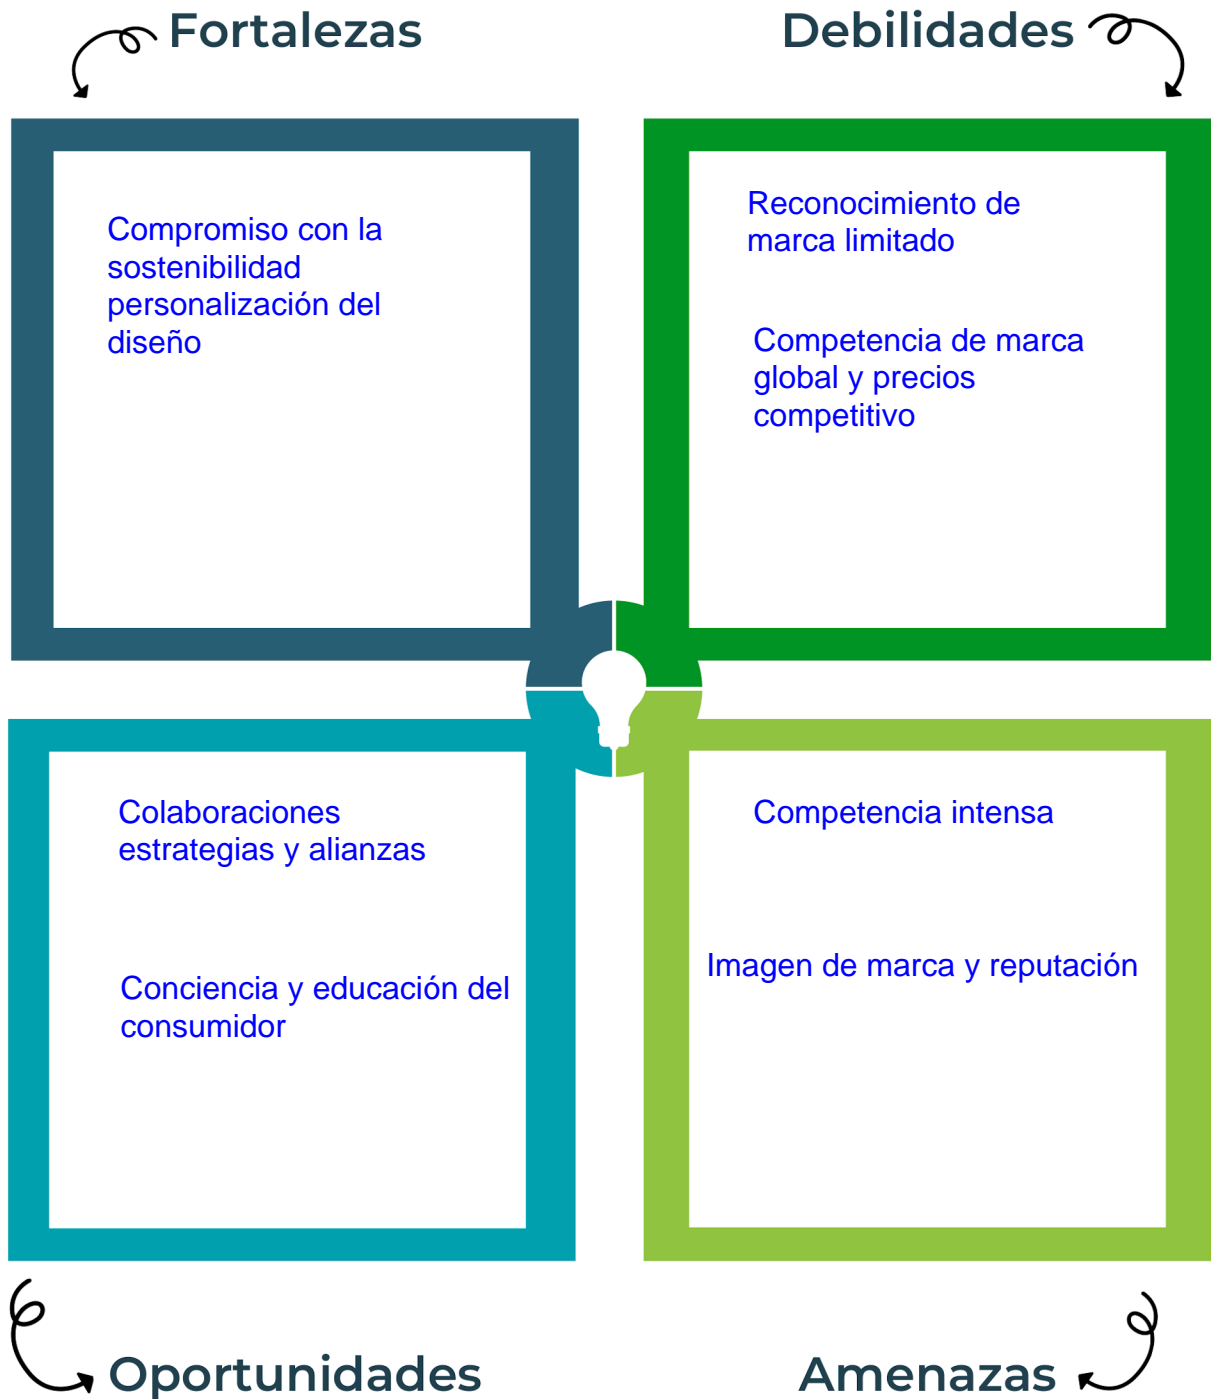 Fortalezas
Compromiso con la
sostenibilidad
personalización del
diseño
Debilidades
Reconocimiento de
marca limitado
Competencia de marca
global y precios
competitivo
Colaboraciones
estrategias y alianzas
Conciencia y educación del
consumidor
Oportunidades
Competencia intensa
Imagen de marca y reputación
Amenazas